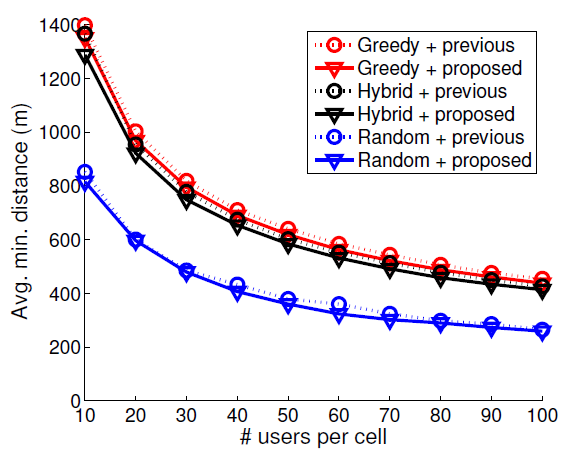 Avg. min. distance (m)
1400
1200
1000
800
600
400
200
0
Greedy + previous
Greedy + proposed
Hybrid + previous
Hybrid + proposed
Random + previous
Random + proposed
10 20 30 40 50 60 70 80 90 100
# users per cell